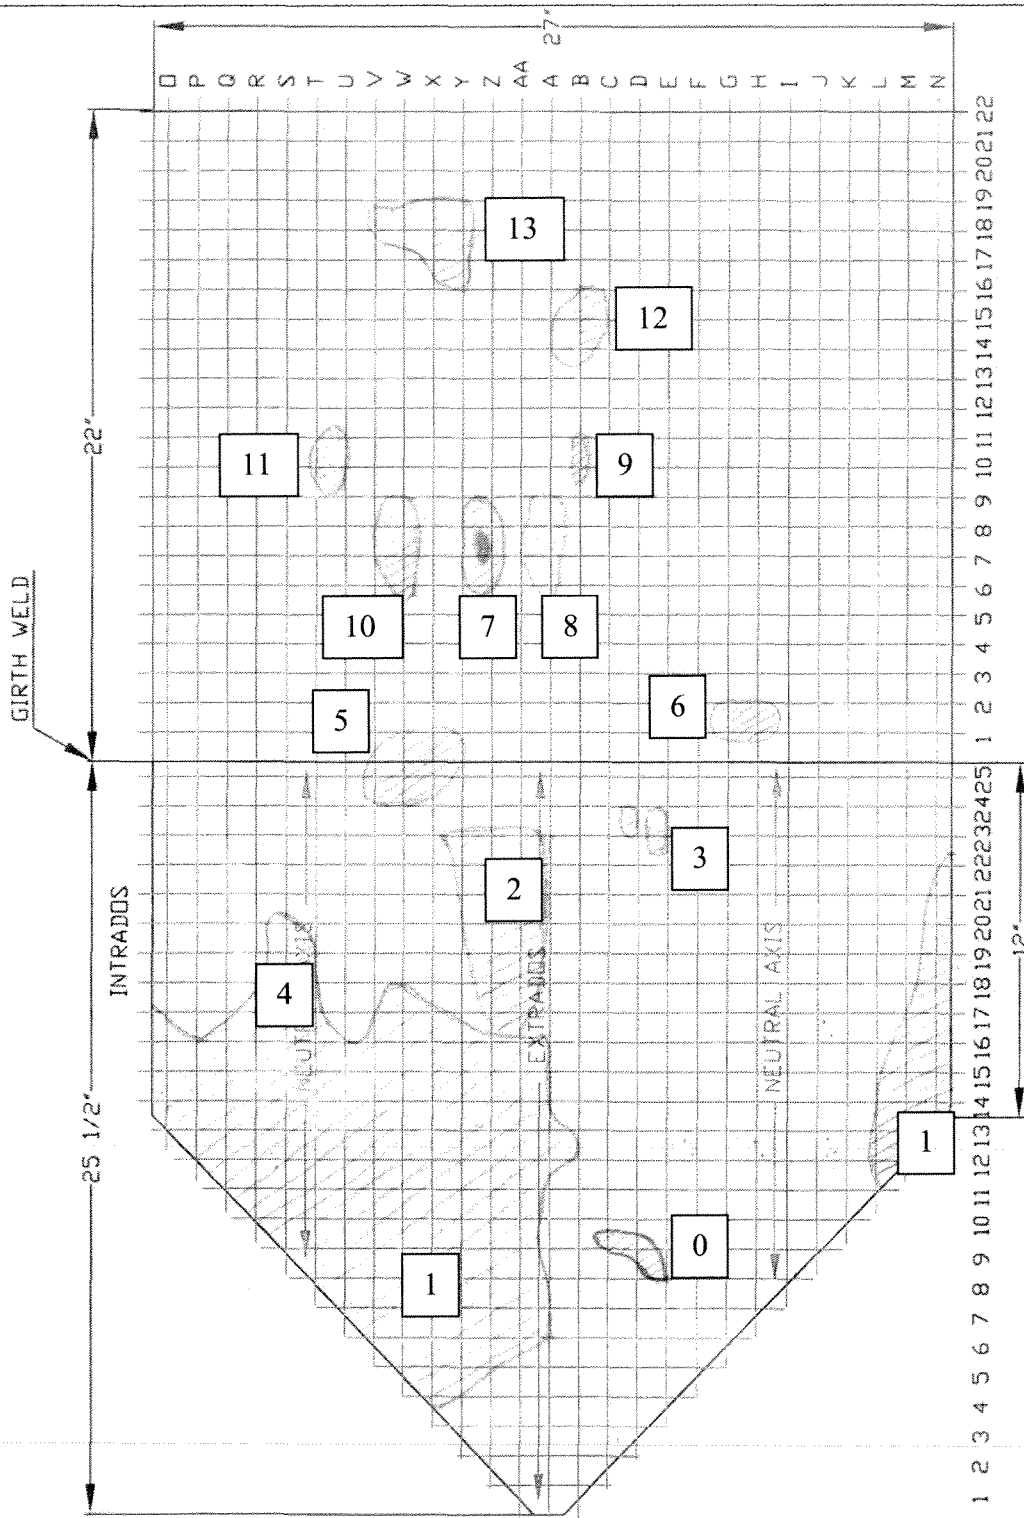 27"
O P Q R S T U V W X Y Z AA A B C D E F G H I J K L M N
22"
22 21 20 19 18 17 16 15 14 13 12 11 10 9 8 7 6 5 4 3 2 1
13
12
11
9
10
7
8
GIRTH WELD
5
6
25 24 23 22 21 20 19 18 17 16 15 14 13 12 11 10 9 8 7 6 5 4 3 2 1
3
2
INTRADOS
4
NEUTRAL AXIS
EXTRADOS
NEUTRAL AXIS
12"
25 1/2"
1
0
1